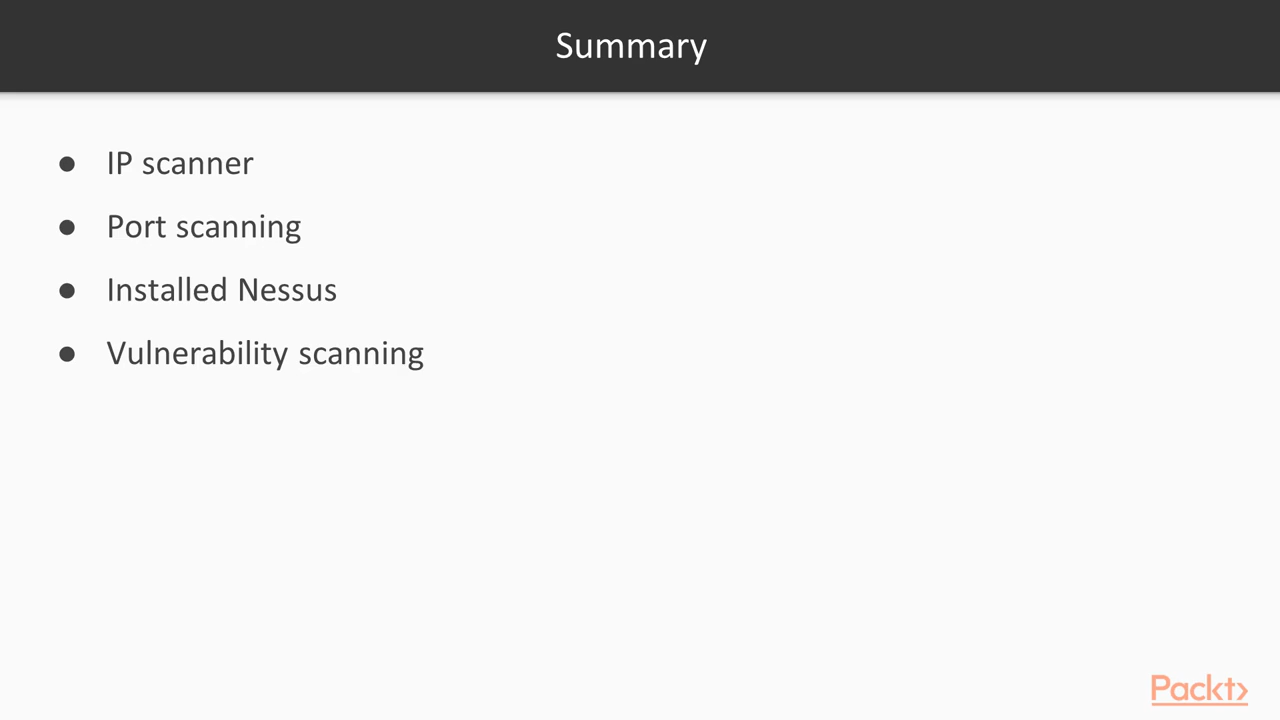 Summary
● IP scanner
● Port scanning
● Installed Nessus
● Vulnerability scanning
Packt>